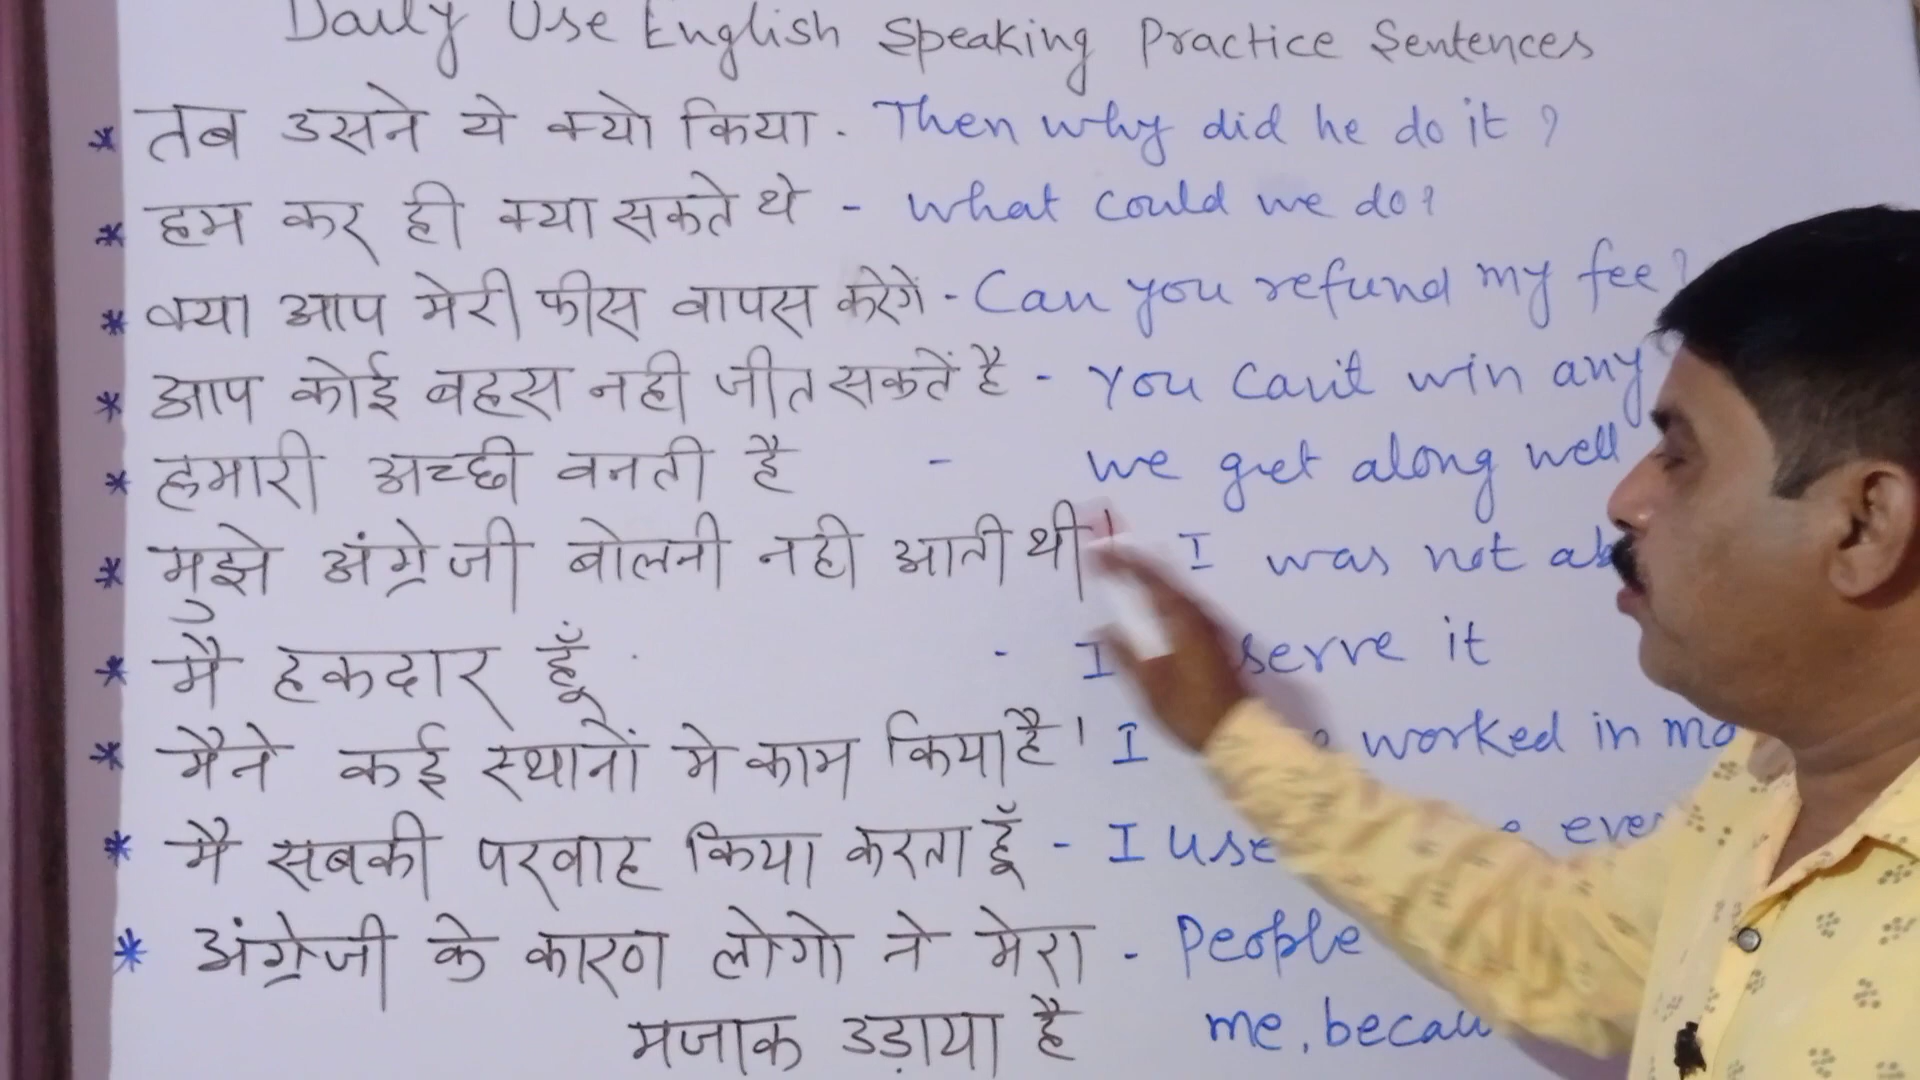 Daily Use English Speaking Practice Sentences
* तब उसने ये क्यो किया. Then why did he do it ?
* हम कर ही क्या सकते थे - what could we do?
* क्या आप मेरी फीस वापस करेगें - Can you refund my fee?
* आप कोई बहस नही जीत सकतें है - You can't win any
* हमारी अच्छी बनती है - we get along well
* मुझे अंग्रेजी बोलनी नही आती थी। I was not
* मै हकदार हूँ. - I it
* मैने कई स्थानों मे काम किया है। I worked in
* मै सबकी परवाह किया करता हूँ - I
* अंग्रेजी के कारण लोगो ने मेरा - People
मजाक उड़ाया है me,